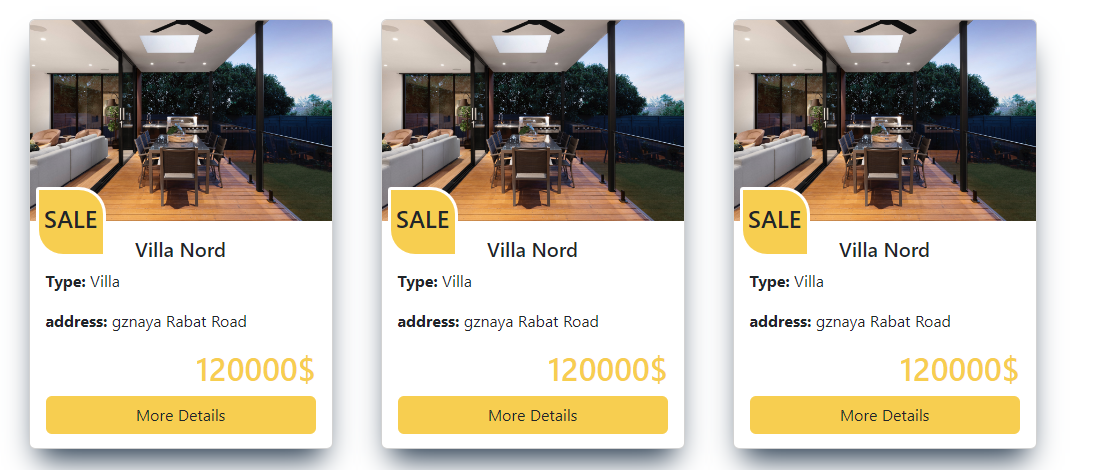 SALE
Villa Nord
Type: Villa
address: gznaya Rabat Road
120000$
More Details
SALE
Villa Nord
Type: Villa
address: gznaya Rabat Road
120000$
More Details
SALE
Villa Nord
Type: Villa
address: gznaya Rabat Road
120000$
More Details